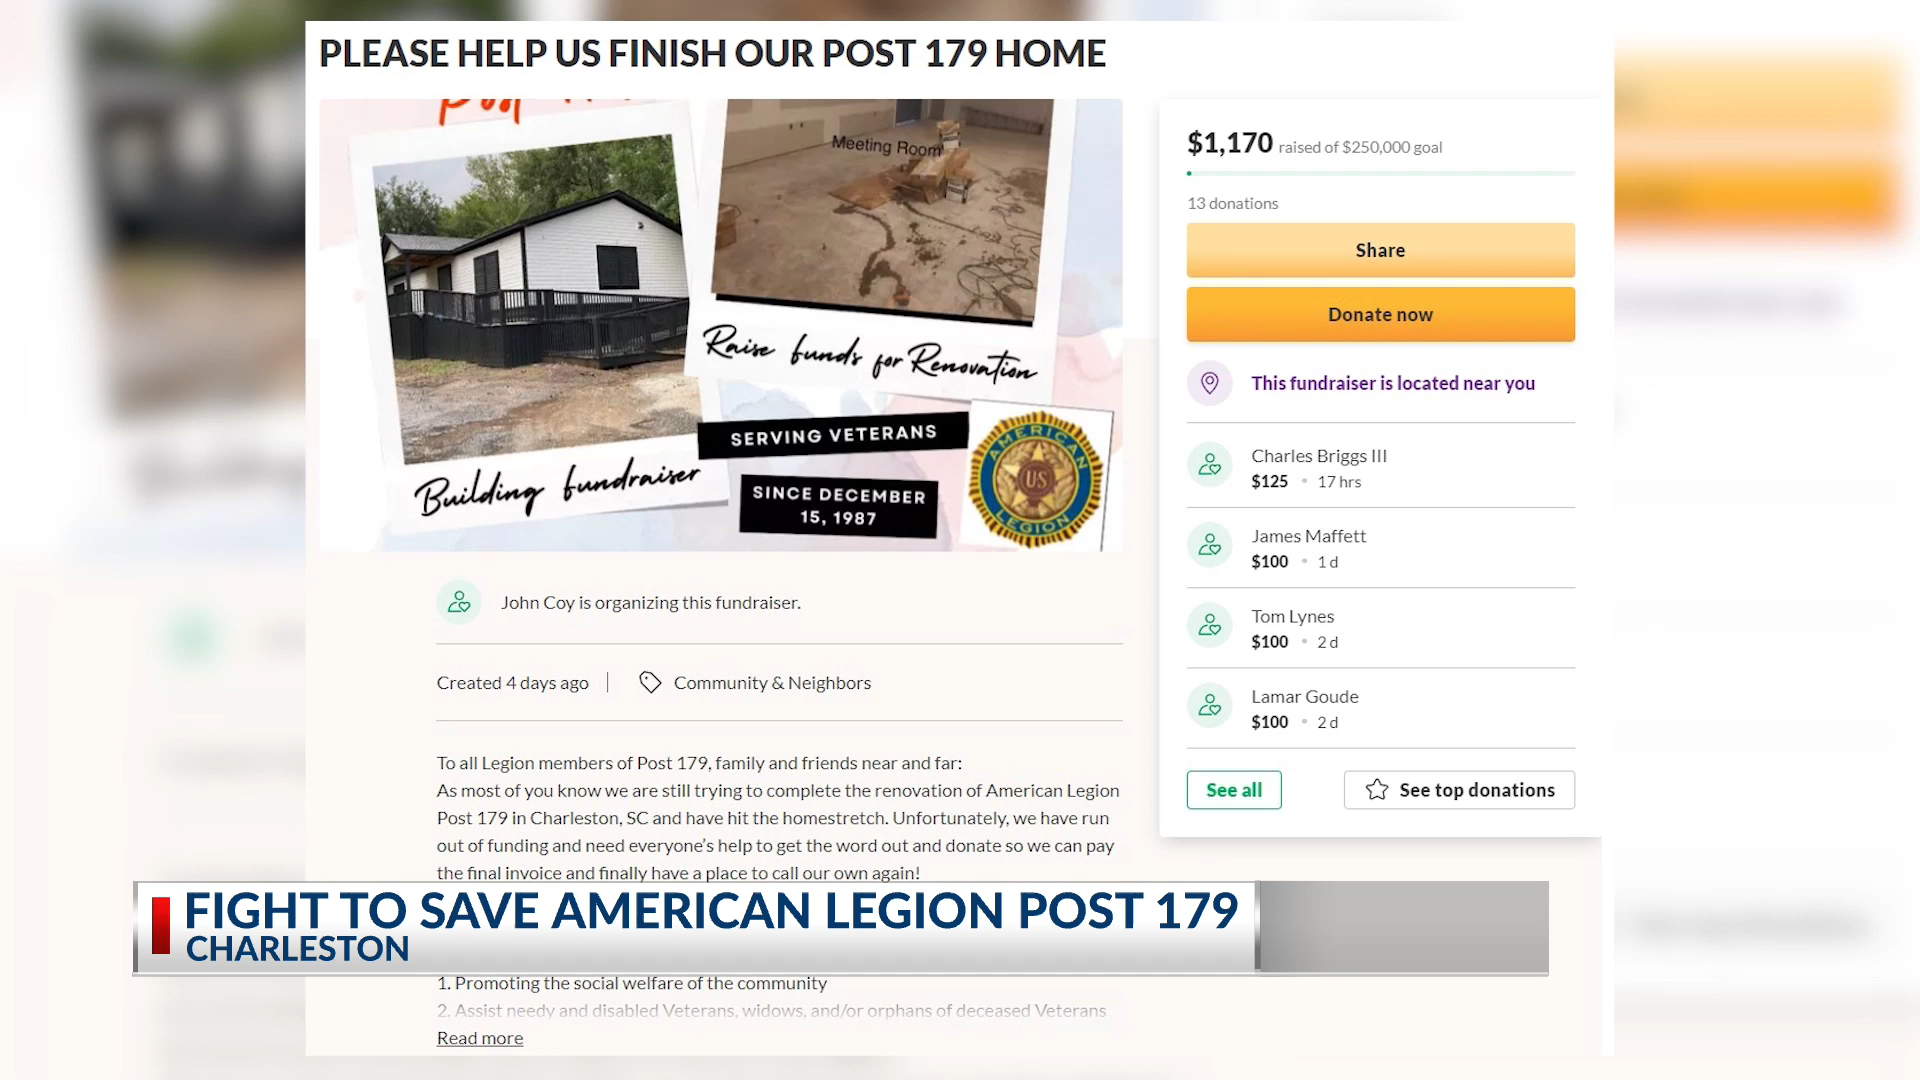 PLEASE HELP US FINISH OUR POST 179 HOME
Meeting Room
Raise funds for Renovation
Building fundraiser
SERVING VETERANS
SINCE DECEMBER
15, 1987
AMERICAN
US
LEGION
John Coy is organizing this fundraiser.
Created 4 days ago
Community & Neighbors
To all Legion members of Post 179, family and friends near and far:
As most of you know we are still trying to complete the renovation of American Legion
Post 179 in Charleston, SC and have hit the homestretch. Unfortunately, we have run
out of funding and need everyone's help to get the word out and donate so we can pay
the final invoice and finally have a place to call our own again!
1. Promoting the social welfare of the community
2. Assist needy and disabled Veterans, widows, and/or orphans of deceased Veterans
Read more
$1,170 raised of $250,000 goal
13 donations
Share
Donate now
This fundraiser is located near you
Charles Briggs III
$125 • 17 hrs
James Maffett
$100 • 1 d
Tom Lynes
$100 • 2 d
Lamar Goude
$100 • 2 d
See all
See top donations
FIGHT TO SAVE AMERICAN LEGION POST 179
CHARLESTON